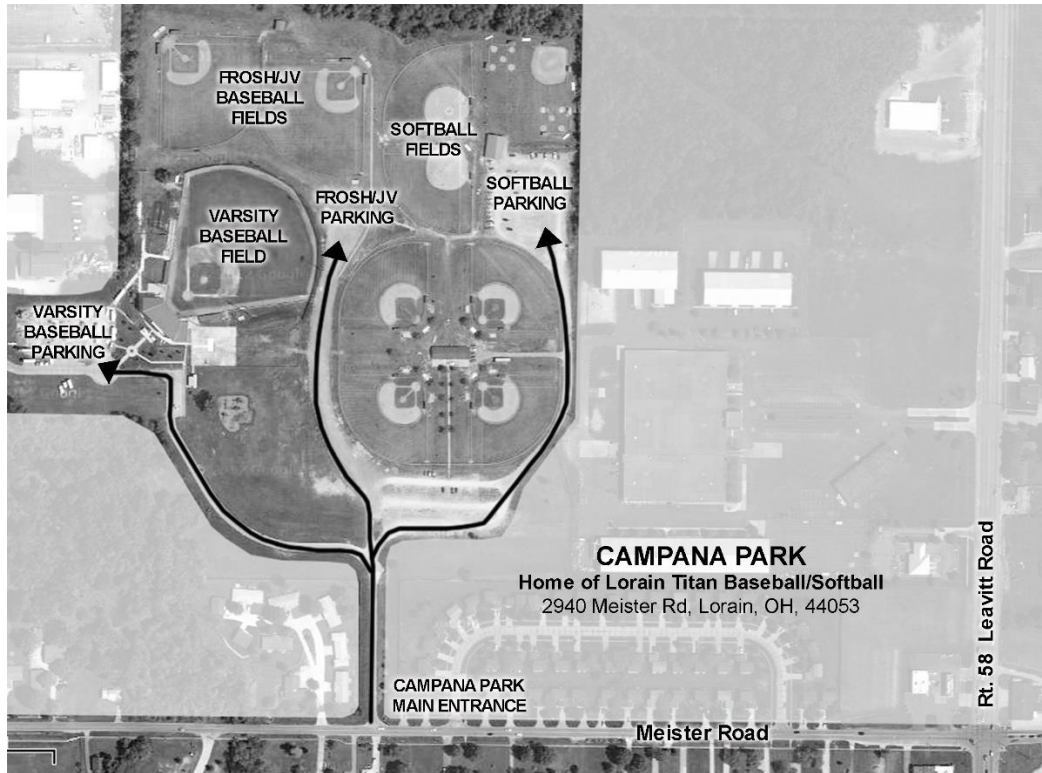 FROSH/JV
BASEBALL
FIELDS
SOFTBALL
FIELDS
SOFTBALL
PARKING
FROSH/JV
PARKING
VARSITY
BASEBALL
FIELD
VARSITY
BASEBALL
PARKING
CAMPANA PARK
Home of Lorain Titan Baseball/Softball
2940 Meister Rd, Lorain, OH, 44053
Rt. 58 Leavitt Road
CAMPANA PARK
MAIN ENTRANCE
Meister Road